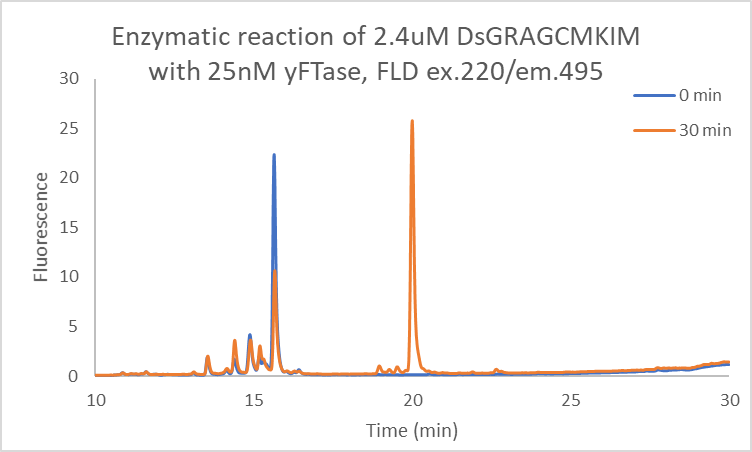 Enzymatic reaction of 2.4uM DsGRAGCMKIM
with 25nM yFTase, FLD ex.220/em.495
0 min
30 min
Fluorescence
30
25
20
15
10
5
0
10
15
20
25
30
Time (min)